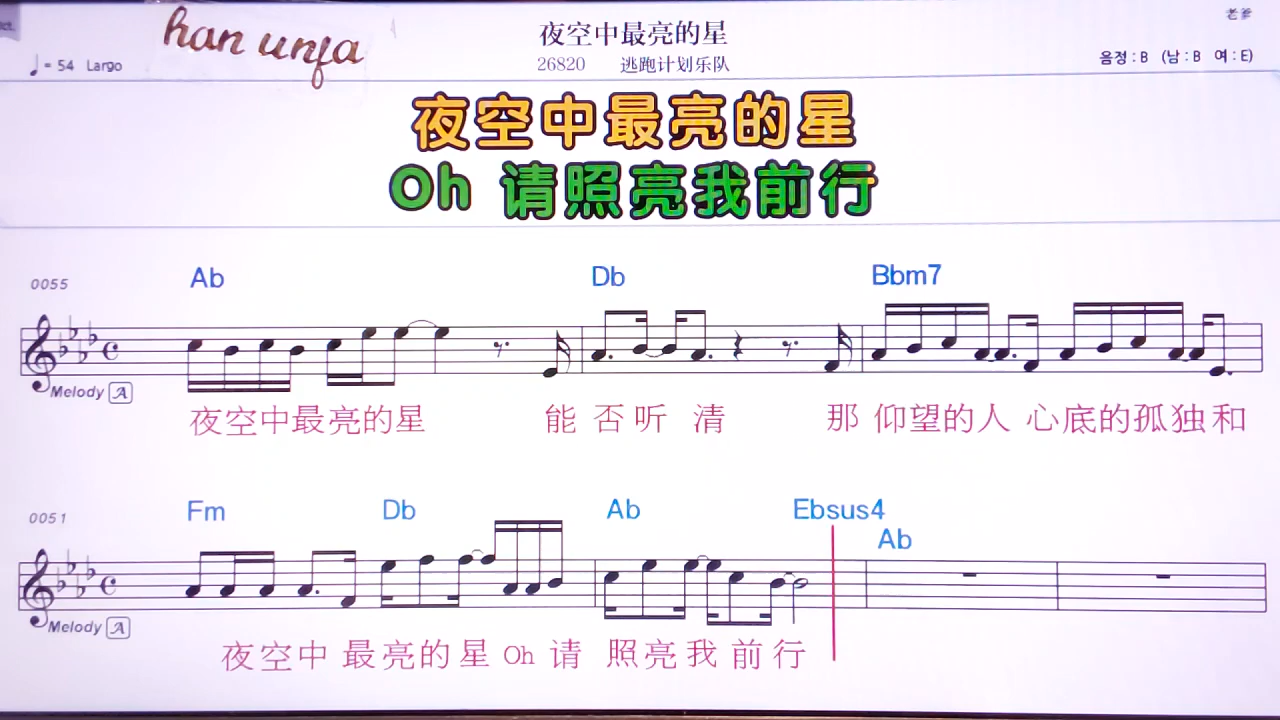 han unja
老爹
夜空中最亮的星
♩= 54 Largo
26820 逃跑计划乐队
음정 : B (남 : B 여 : E)
夜空中最亮的星
Oh 请照亮我前行
Ab Db Bbm7
0055
Melody A
夜空中最亮的星 能 否听 清 那 仰望的人 心底的孤独和
Fm Db Ab Ebsus4
0051
Ab
Melody A
夜空中 最亮的星 Oh 请 照亮我 前行